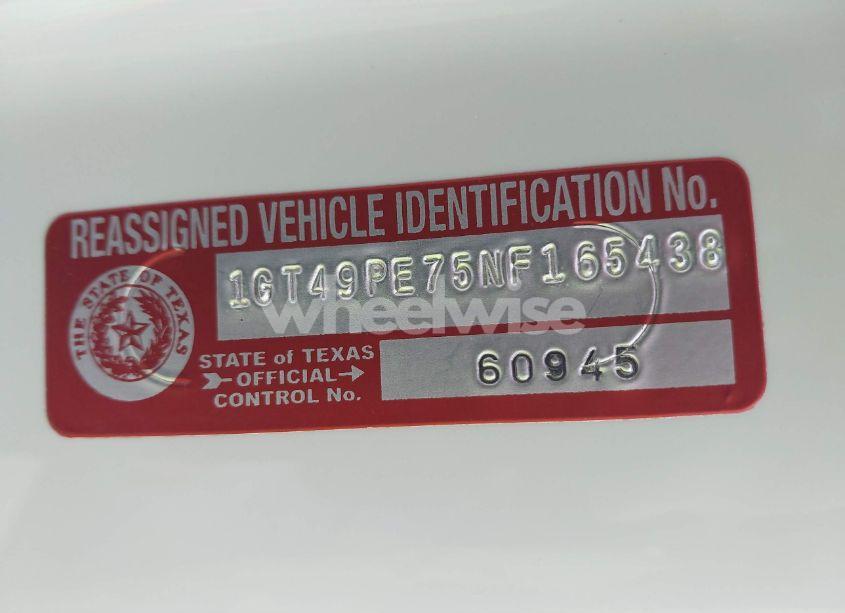 REASSIGNED VEHICLE IDENTIFICATION No.
1GT49PE75NF165438
THE STATE OF TEXAS
wheelwise
STATE of TEXAS
OFFICIAL
CONTROL No.
60945